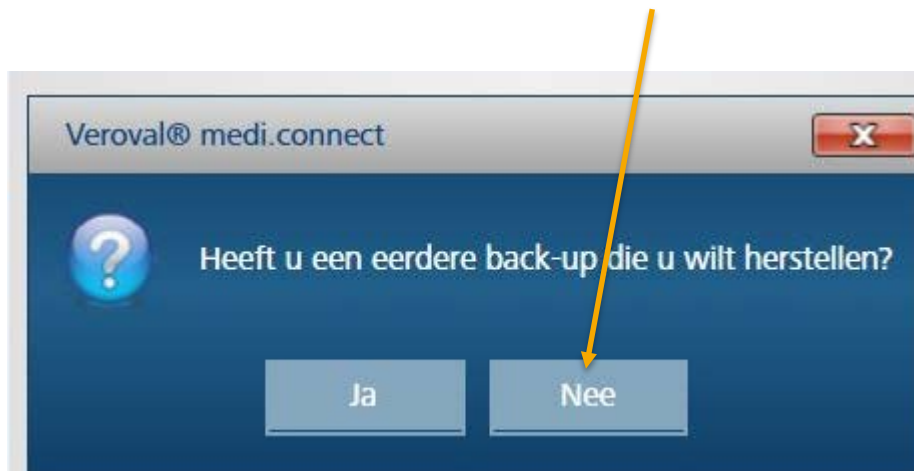 Veroval® medi.connect
Heeft u een eerdere back-up die u wilt herstellen?
Ja
Nee